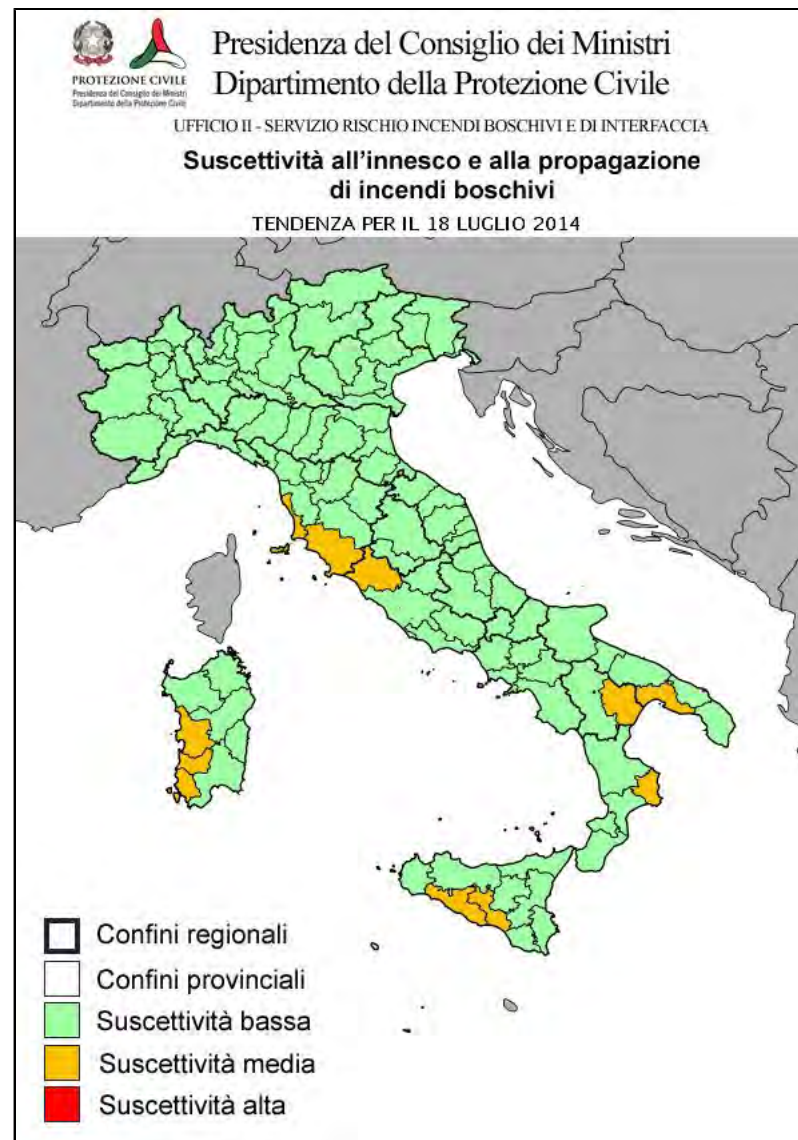 PROTEZIONE CIVILE
Presidenza del Consiglio dei Ministri
Dipartimento della Protezione Civile
Presidenza del Consiglio dei Ministri
Dipartimento della Protezione Civile
UFFICIO II - SERVIZIO RISCHIO INCENDI BOSCHIVI E DI INTERFACCIA
Suscettività all'innesco e alla propagazione
di incendi boschivi
TENDENZA PER IL 18 LUGLIO 2014
Confini regionali
Confini provinciali
Suscettività bassa
Suscettività media
Suscettività alta